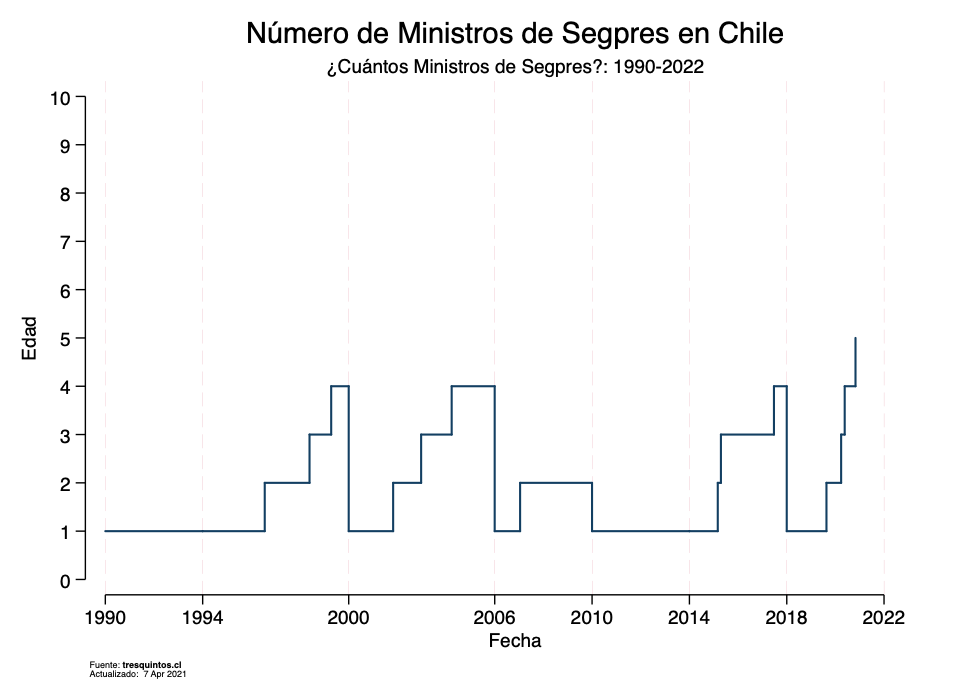 Número de Ministros de Segpres en Chile
¿Cuántos Ministros de Segpres?: 1990-2022
10
9
8
7
6
5
4
3
2
1
0
Edad
1990 1994 2000 2006 2010 2014 2018 2022
Fecha
Fuente: tresquintos.cl
Actualizado: 7 Apr 2021